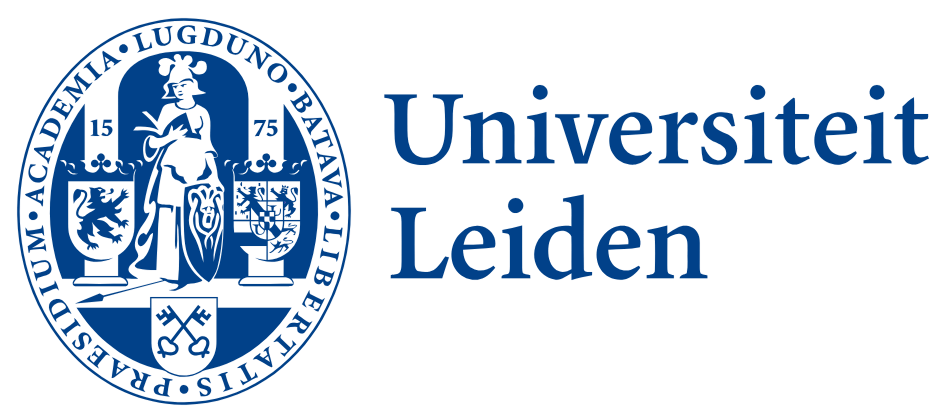 ACADEMIA • LUGDUNO • BATAVA • LIBERTATIS • PRAESIDIUM •
15 75
Universiteit
Leiden